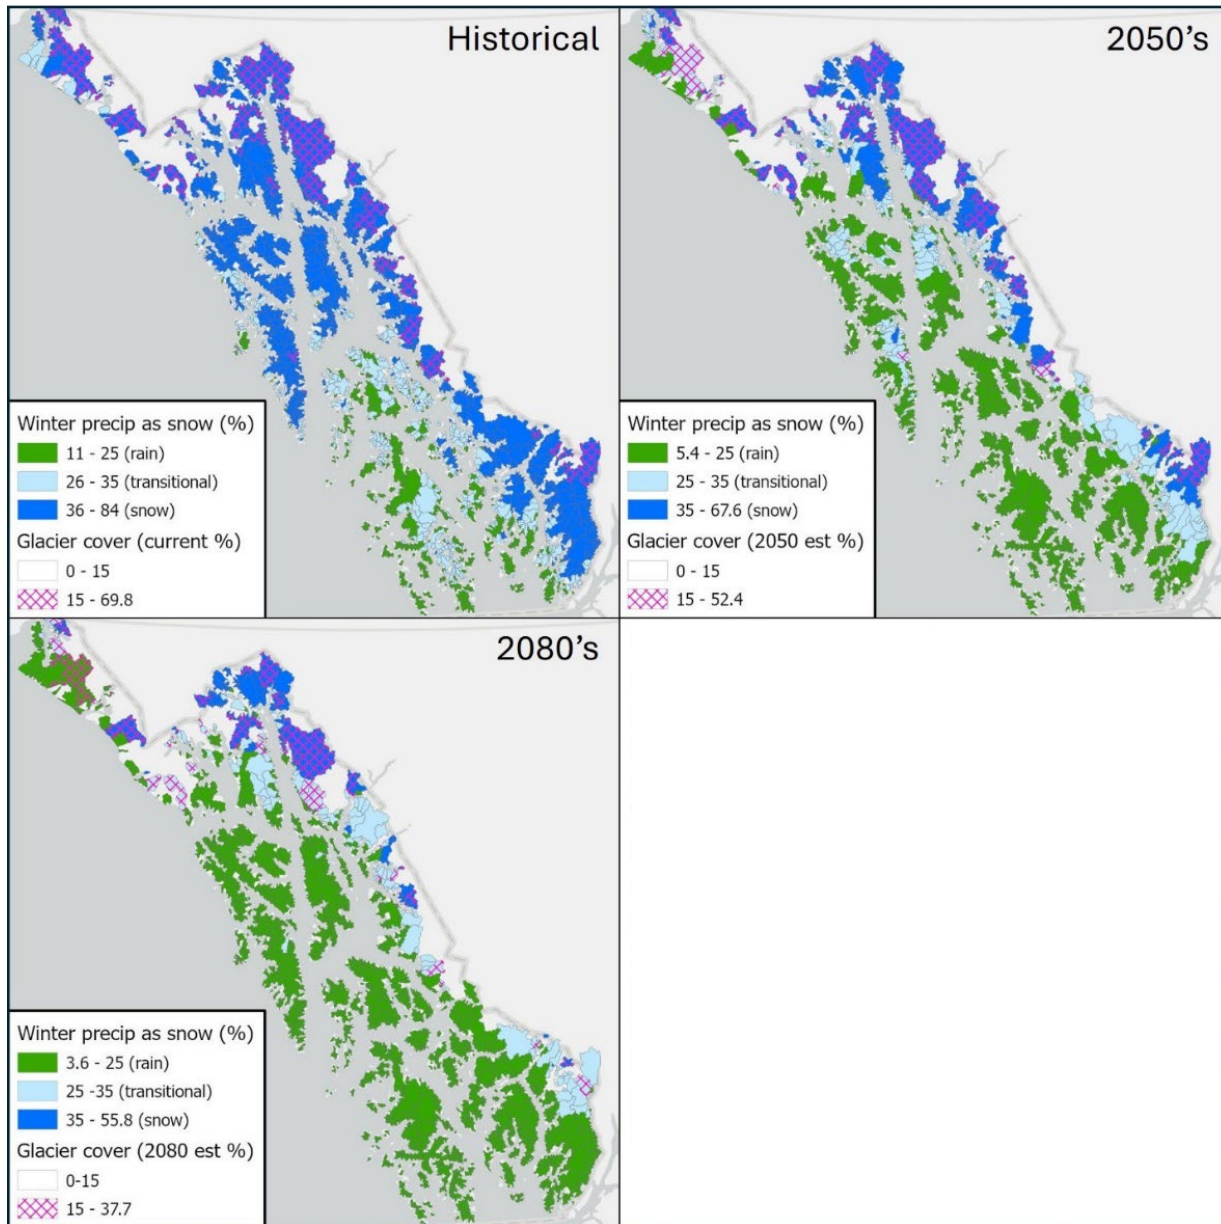 Historical
Winter precip as snow (%)
11 - 25 (rain)
26 - 35 (transitional)
36 - 84 (snow)
Glacier cover (current %)
0 - 15
15 - 69.8
2050’s
Winter precip as snow (%)
5.4 - 25 (rain)
25 - 35 (transitional)
35 - 67.6 (snow)
Glacier cover (2050 est %)
0 - 15
15 - 52.4
2080’s
Winter precip as snow (%)
3.6 - 25 (rain)
25 -35 (transitional)
35 - 55.8 (snow)
Glacier cover (2080 est %)
0-15
15 - 37.7